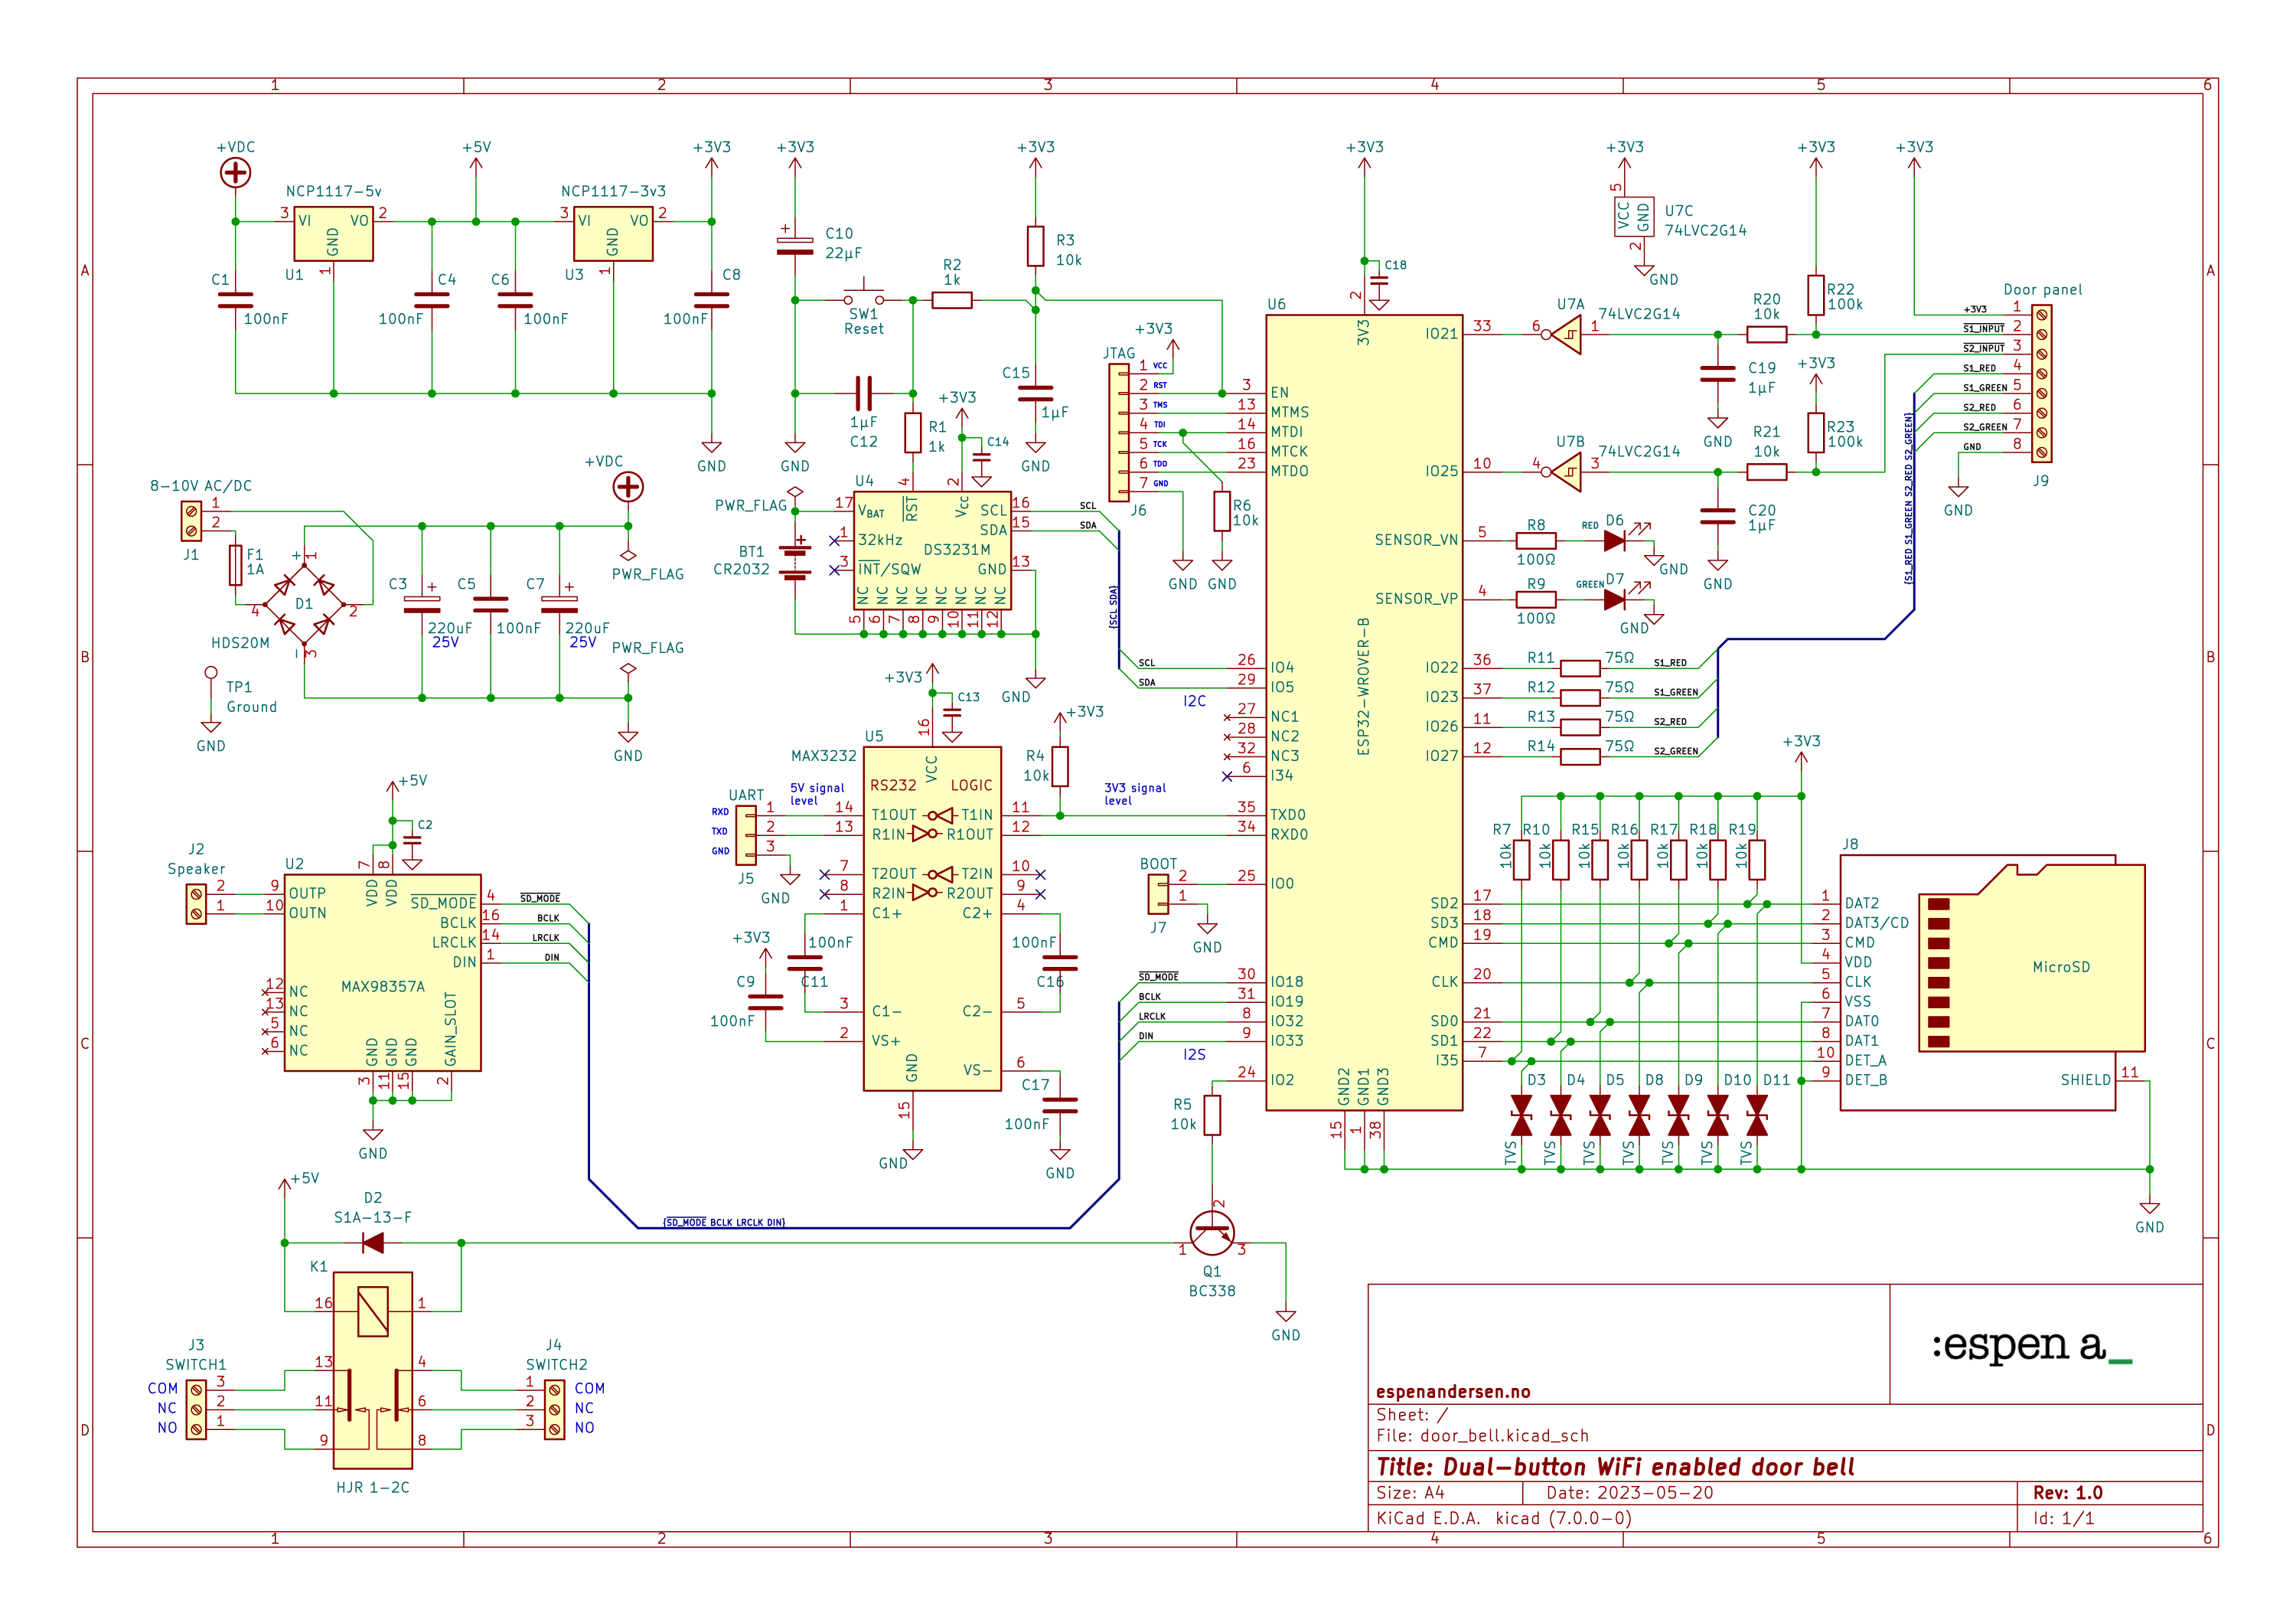 1 2 3 4 5 6
A B C D
+VDC
+5V
+3V3
NCP1117-5v
NCP1117-3v3
3 VI VO 2
GND
1
U1
3 VI VO 2
GND
1
U3
C1
100nF
C4
100nF
C6
100nF
C8
100nF
GND
+3V3
C10
22µF
SW1
Reset
R2
1k
+3V3
R3
10k
C12
1µF
R1
1k
C15
1µF
GND
GND
+3V3
C14
8-10V AC/DC
1
2
J1
F1
1A
D1
HDS20M
+ 1
2
- 3
4
+VDC
PWR_FLAG
C3
220uF
25V
C5
100nF
C7
220uF
25V
PWR_FLAG
GND
TP1
Ground
GND
PWR_FLAG
BT1
CR2032
U4
DS3231M
17 VBAT
1 32kHz
3 INT/SQW
4 RST
2 Vcc
SCL 16
SDA 15
GND 13
NC NC NC NC NC NC NC NC
5 6 7 8 9 10 11 12
SCL
SDA
{SCL SDA}
GND
+3V3
JTAG
J6
1 VCC
2 RST
3 TMS
4 TDI
5 TCK
6 TDO
7 GND
R6
10k
GND
GND
SCL
SDA
I2C
+3V3
C13
U5
MAX3232
RS232 LOGIC
16 VCC
14 T1OUT T1IN 11
13 R1IN R1OUT 12
7 T2OUT T2IN 10
8 R2IN R2OUT 9
1 C1+ C2+ 4
3 C1- C2- 5
2 VS+
VS- 6
GND
15
GND
UART
RXD 1
TXD 2
GND 3
J5
GND
5V signal
level
3V3 signal
level
+3V3
R4
10k
+3V3
C9
100nF
100nF
C11
100nF
C16
C17
100nF
GND
BOOT
2
1
J7
GND
SD_MODE
BCLK
LRCLK
DIN
I2S
R5
10k
2
1
3
Q1
BC338
GND
+5V
C2
J2
Speaker
2
1
U2
MAX98357A
9 OUTP
10 OUTN
7 VDD
8 VDD
SD_MODE 4
BCLK 16
LRCLK 14
DIN 1
12 NC
13 NC
5 NC
6 NC
GND GND GND GAIN_SLOT
3 11 15 2
GND
SD_MODE
BCLK
LRCLK
DIN
{SD_MODE BCLK LRCLK DIN}
+5V
D2
S1A-13-F
K1
16 1
13 4
11 6
9 8
HJR 1-2C
J3
SWITCH1
COM 3
NC 2
NO 1
J4
SWITCH2
1 COM
2 NC
3 NO
+3V3
C18
U6
ESP32-WROVER-B
2
3V3
3 EN
13 MTMS
14 MTDI
16 MTCK
23 MTDO
26 IO4
29 IO5
27 NC1
28 NC2
32 NC3
6 I34
35 TXD0
34 RXD0
25 IO0
30 IO18
31 IO19
8 IO32
9 IO33
24 IO2
GND2 GND1 GND3
15 1 38
IO21 33
IO25 10
SENSOR_VN 5
SENSOR_VP 4
IO22 36
IO23 37
IO26 11
IO27 12
SD2 17
SD3 18
CMD 19
CLK 20
SD0 21
SD1 22
I35 7
+3V3
5
VCC GND
2
U7C
74LVC2G14
GND
U7A
74LVC2G14
6 1
U7B
74LVC2G14
4 3
+3V3
R22
100k
R20
10k
C19
1µF
GND
+3V3
R23
100k
R21
10k
C20
1µF
GND
+3V3
Door panel
+3V3 1
S1_INPUT 2
S2_INPUT 3
S1_RED 4
S1_GREEN 5
S2_RED 6
S2_GREEN 7
GND 8
J9
GND
{S1_RED S1_GREEN S2_RED S2_GREEN}
R8
100Ω
RED
D6
GND
R9
100Ω
GREEN
D7
GND
R11 75Ω S1_RED
R12 75Ω S1_GREEN
R13 75Ω S2_RED
R14 75Ω S2_GREEN
+3V3
R7 R10 R15 R16 R17 R18 R19
10k 10k 10k 10k 10k 10k 10k
D3 D4 D5 D8 D9 D10 D11
TVS TVS TVS TVS TVS TVS TVS
J8
MicroSD
1 DAT2
2 DAT3/CD
3 CMD
4 VDD
5 CLK
6 VSS
7 DAT0
8 DAT1
10 DET_A
9 DET_B
SHIELD 11
GND
:espen a_
espenandersen.no
Sheet: /
File: door_bell.kicad_sch
Title: Dual-button WiFi enabled door bell
Size: A4
Date: 2023-05-20
Rev: 1.0
KiCad E.D.A. kicad (7.0.0-0)
Id: 1/1
1 2 3 4 5 6
A B C D